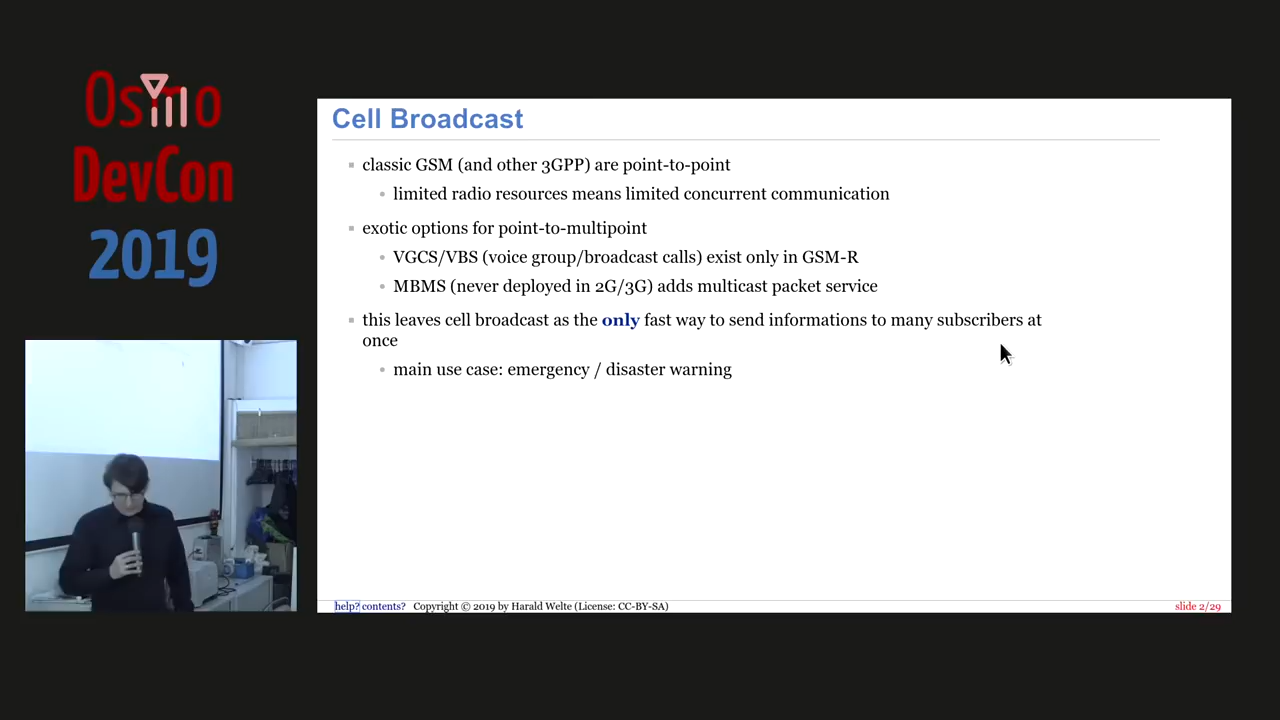 Osmo
DevCon
2019
Cell Broadcast
classic GSM (and other 3GPP) are point-to-point
limited radio resources means limited concurrent communication
exotic options for point-to-multipoint
VGCS/VBS (voice group/broadcast calls) exist only in GSM-R
MBMS (never deployed in 2G/3G) adds multicast packet service
this leaves cell broadcast as the only fast way to send informations to many subscribers at
once
main use case: emergency / disaster warning
help? contents? Copyright © 2019 by Harald Welte (License: CC-BY-SA)
slide 2/29